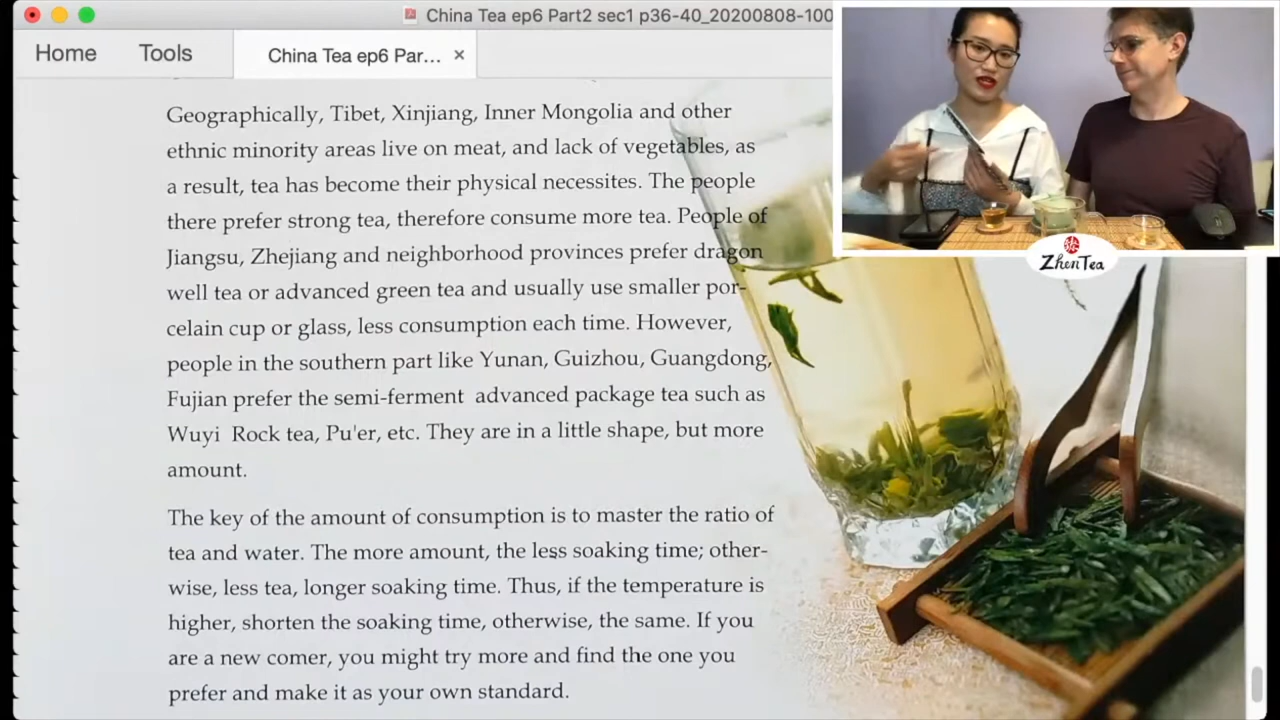 China Tea ep6 Part2 sec1 p36-40_20200808-100
Home
Tools
China Tea ep6 Par... ×
Geographically, Tibet, Xinjiang, Inner Mongolia and other
ethnic minority areas live on meat, and lack of vegetables, as
a result, tea has become their physical necessites. The people
there prefer strong tea, therefore consume more tea. People of
Jiangsu, Zhejiang and neighborhood provinces prefer dragon
well tea or advanced green tea and usually use smaller por-
celain cup or glass, less consumption each time. However,
people in the southern part like Yunan, Guizhou, Guangdong,
Fujian prefer the semi-ferment advanced package tea such as
Wuyi Rock tea, Pu'er, etc. They are in a little shape, but more
amount.
The key of the amount of consumption is to master the ratio of
tea and water. The more amount, the less soaking time; other-
wise, less tea, longer soaking time. Thus, if the temperature is
higher, shorten the soaking time, otherwise, the same. If you
are a new comer, you might try more and find the one you
prefer and make it as your own standard.
ZhenTea